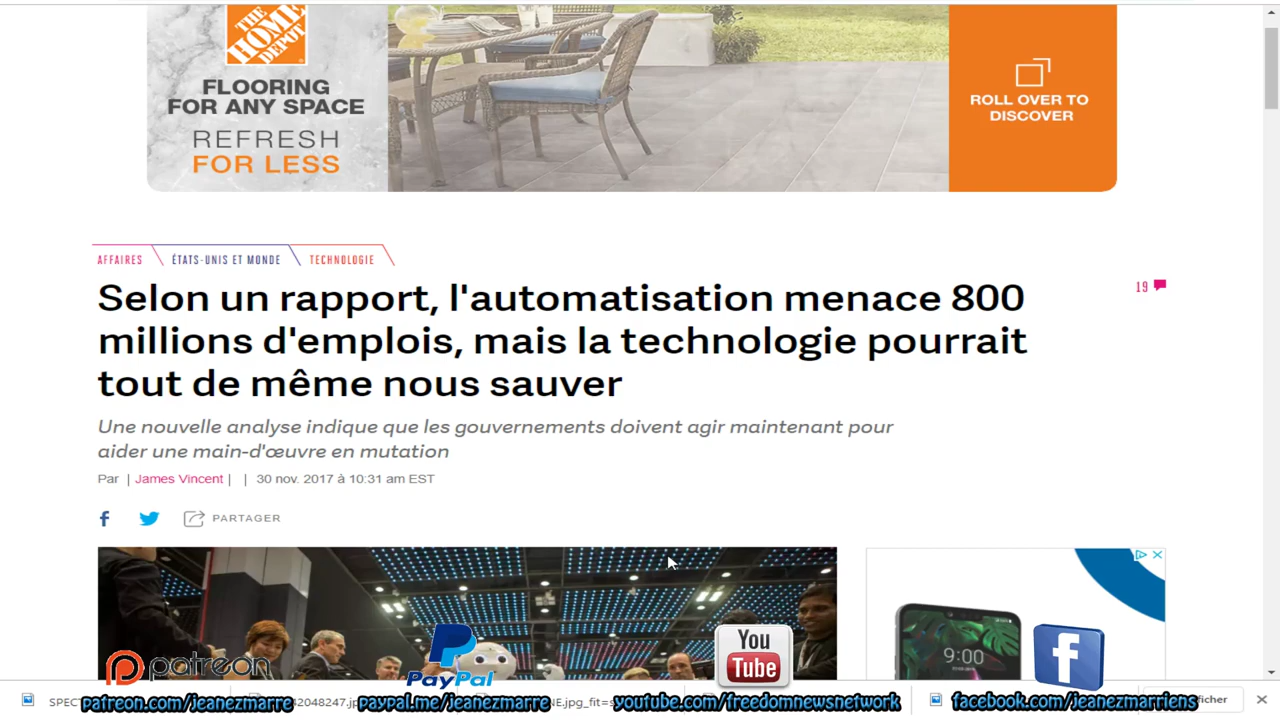 THE
HOME
DEPOT
FLOORING
FOR ANY SPACE
REFRESH
FOR LESS
ROLL OVER TO
DISCOVER
AFFAIRES
ÉTATS-UNIS ET MONDE
TECHNOLOGIE
Selon un rapport, l'automatisation menace 800
millions d'emplois, mais la technologie pourrait
tout de même nous sauver
19
Une nouvelle analyse indique que les gouvernements doivent agir maintenant pour
aider une main-d'œuvre en mutation
Par | James Vincent | | 30 nov. 2017 à 10:31 am EST
PARTAGER
9:00
patreon
PayPal
You
Tube
patreon.com/jeanezmarre
paypal.me/jeanezmarre
youtube.com/freedomnewsnetwork
facebook.com/jeanezmarriens